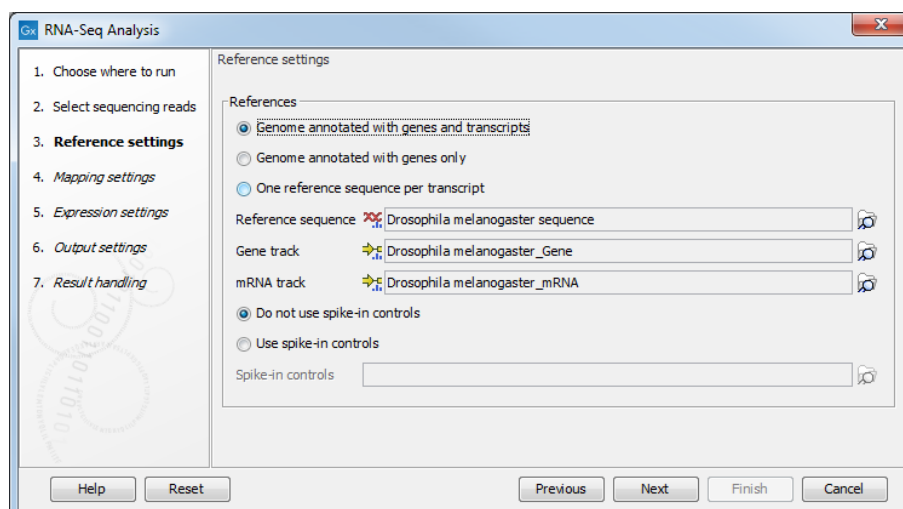 Gx RNA-Seq Analysis
1. Choose where to run
2. Select sequencing reads
3. Reference settings
4. Mapping settings
5. Expression settings
6. Output settings
7. Result handling
Reference settings
References
Genome annotated with genes and transcripts
Genome annotated with genes only
One reference sequence per transcript
Reference sequence Drosophila melanogaster sequence
Gene track Drosophila melanogaster_Gene
mRNA track Drosophila melanogaster_mRNA
Do not use spike-in controls
Use spike-in controls
Spike-in controls
Help Reset Previous Next Finish Cancel